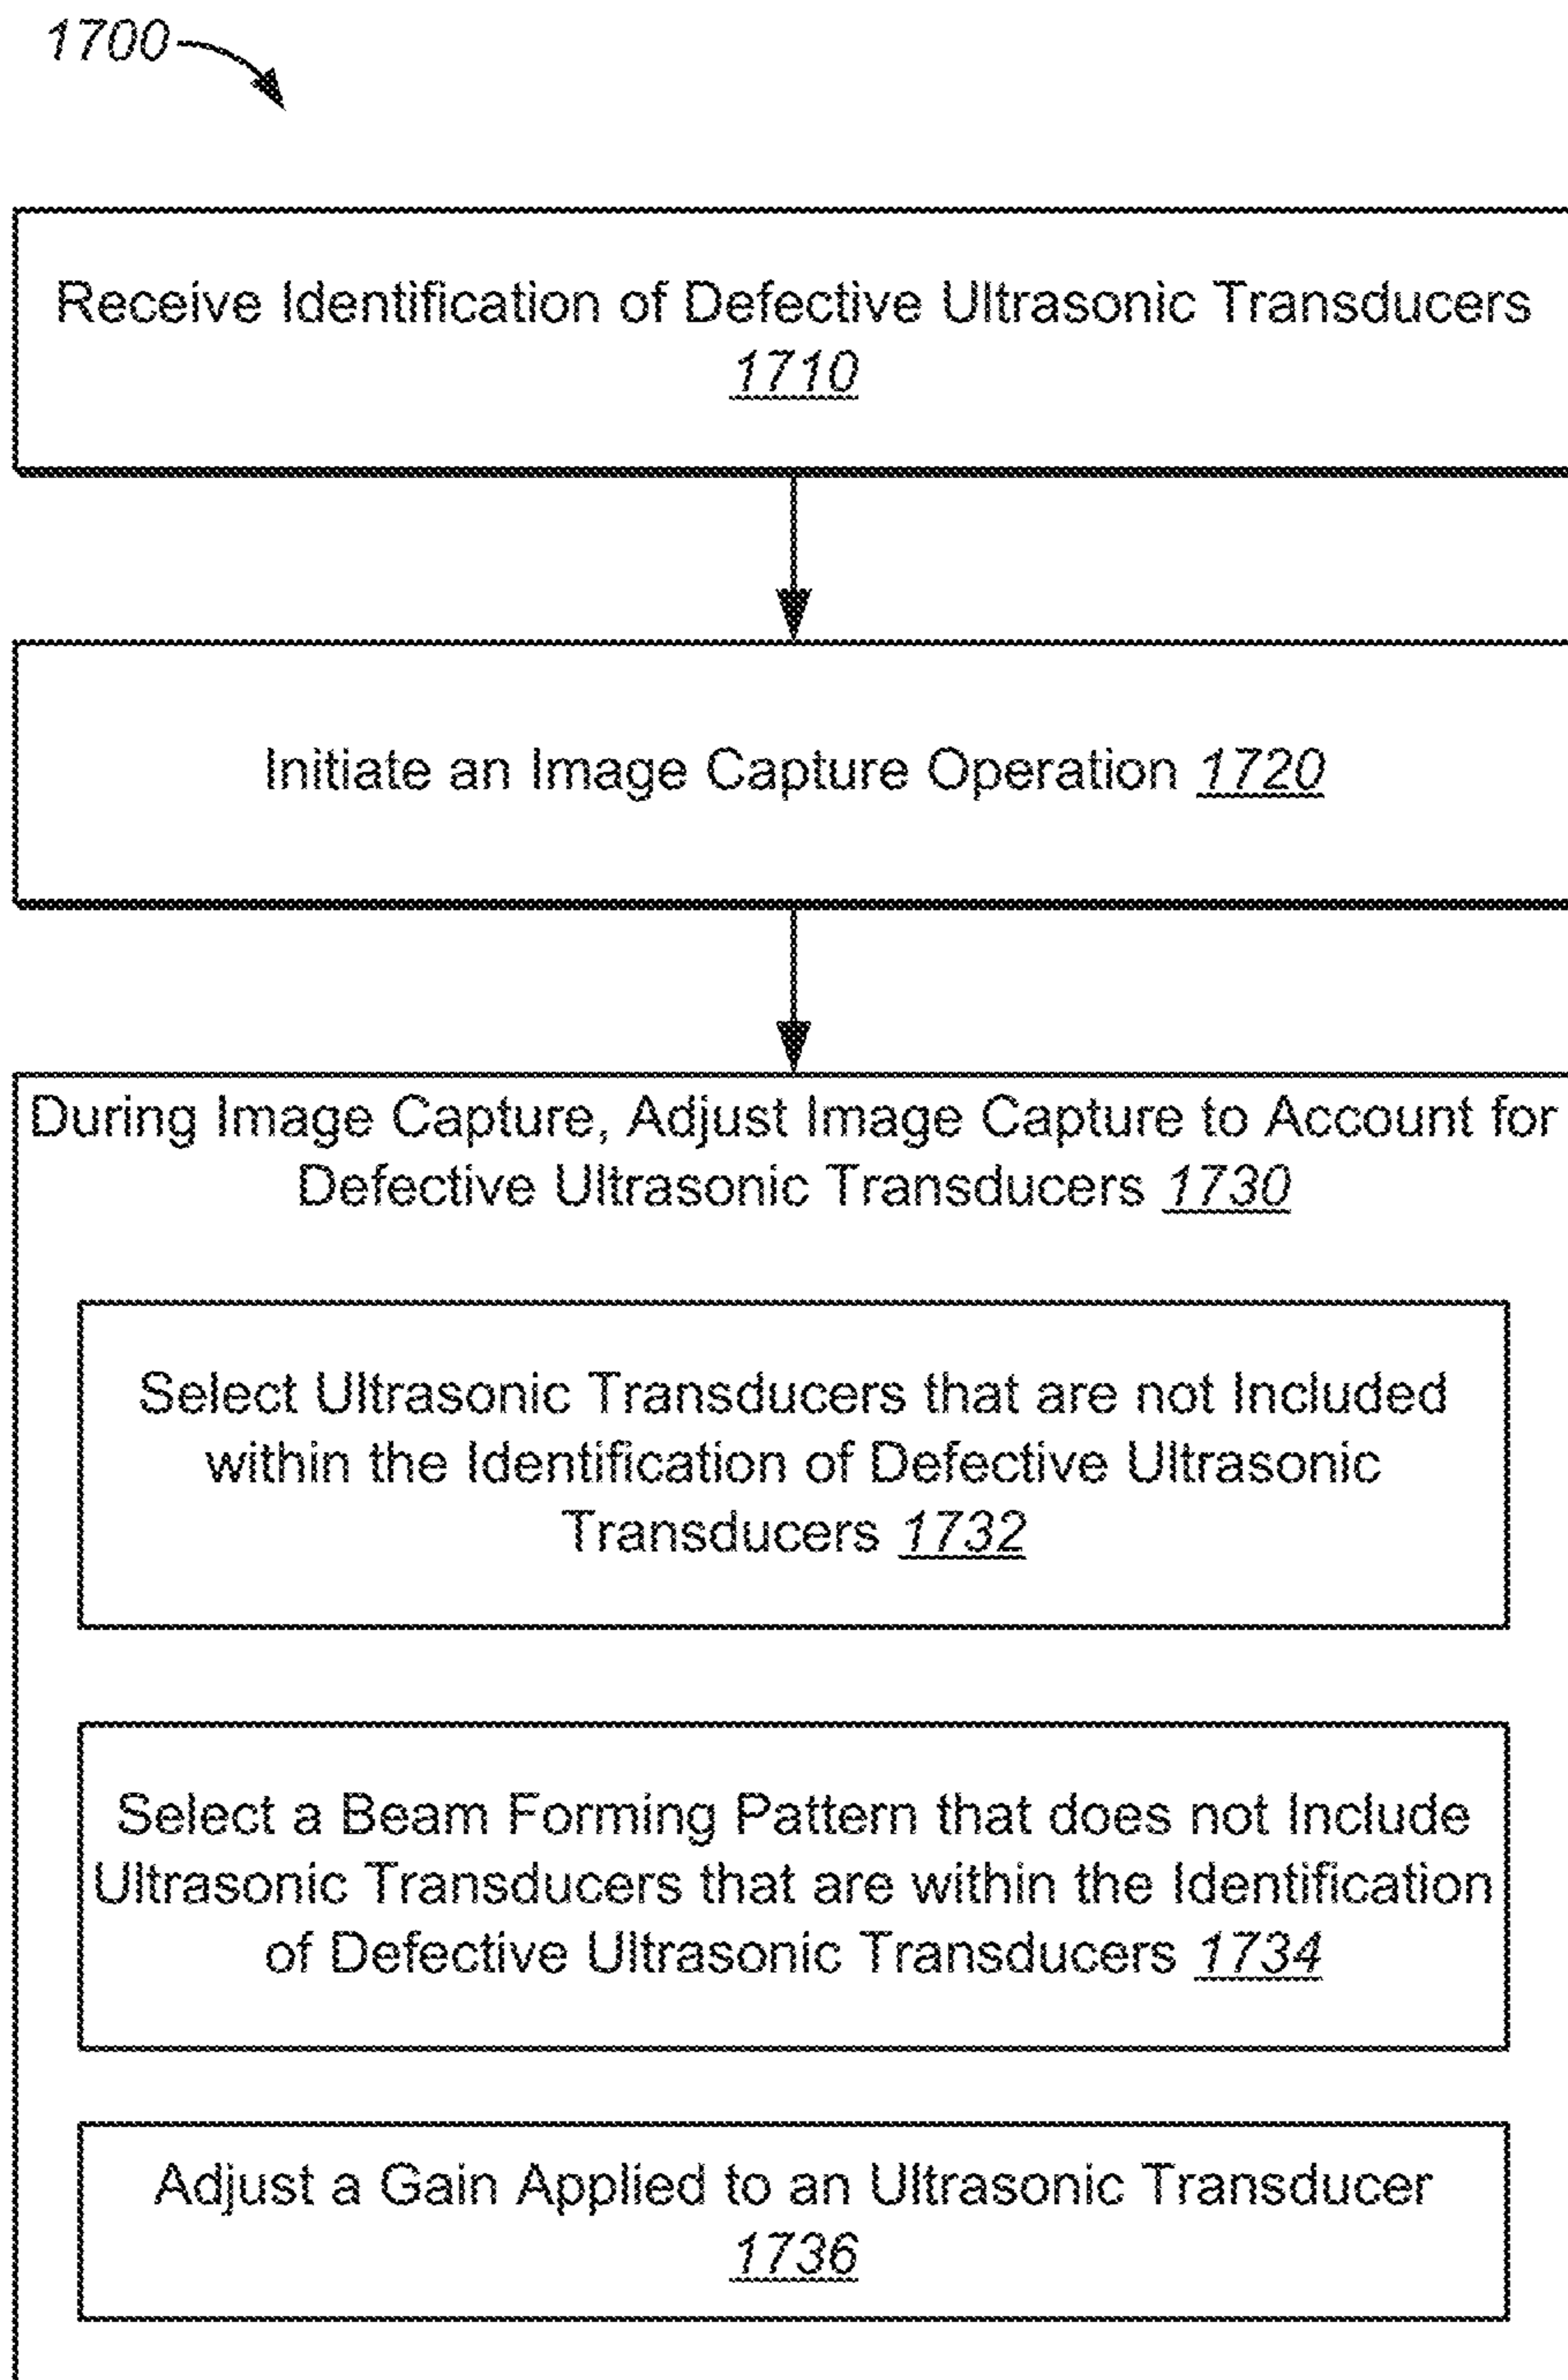 1700
Receive Identification of Defective Ultrasonic Transducers
1710
Initiate an Image Capture Operation 1720
During Image Capture, Adjust Image Capture to Account for
Defective Ultrasonic Transducers 1730
Select Ultrasonic Transducers that are not Included
within the Identification of Defective Ultrasonic
Transducers 1732
Select a Beam Forming Pattern that does not Include
Ultrasonic Transducers that are within the Identification
of Defective Ultrasonic Transducers 1734
Adjust a Gain Applied to an Ultrasonic Transducer
1736